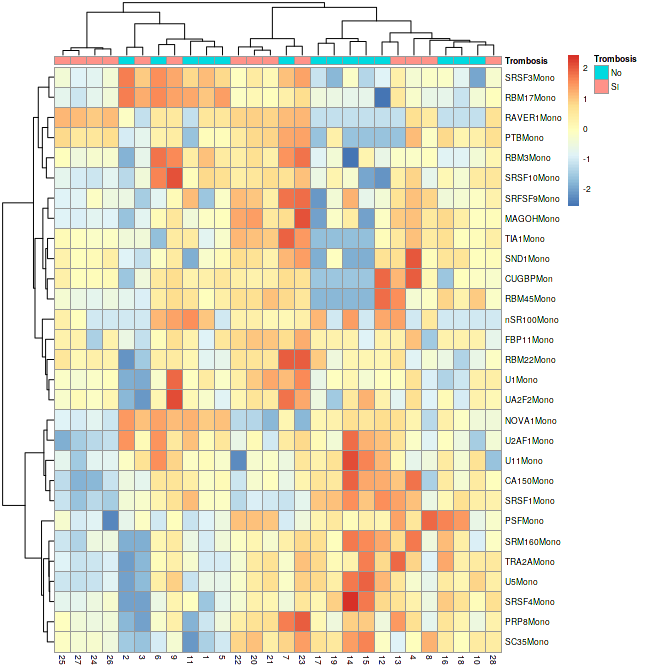 Trombosis
SRSF3Mono
RBM17Mono
RAVER1Mono
PTBMono
RBM3Mono
SRSF10Mono
SRFSF9Mono
MAGOHMono
TIA1Mono
SND1Mono
CUGBPMon
RBM45Mono
nSR100Mono
FBP11Mono
RBM22Mono
U1Mono
UA2F2Mono
NOVA1Mono
U2AF1Mono
U11Mono
CA150Mono
SRSF1Mono
PSFMono
SRM160Mono
TRA2AMono
U5Mono
SRSF4Mono
PRP8Mono
SC35Mono
25 27 24 26 2 3 6 9 11 1 5 22 20 21 7 23 17 19 14 15 12 13 4 8 16 18 10 28
2
1
0
-1
-2
Trombosis
No
SI